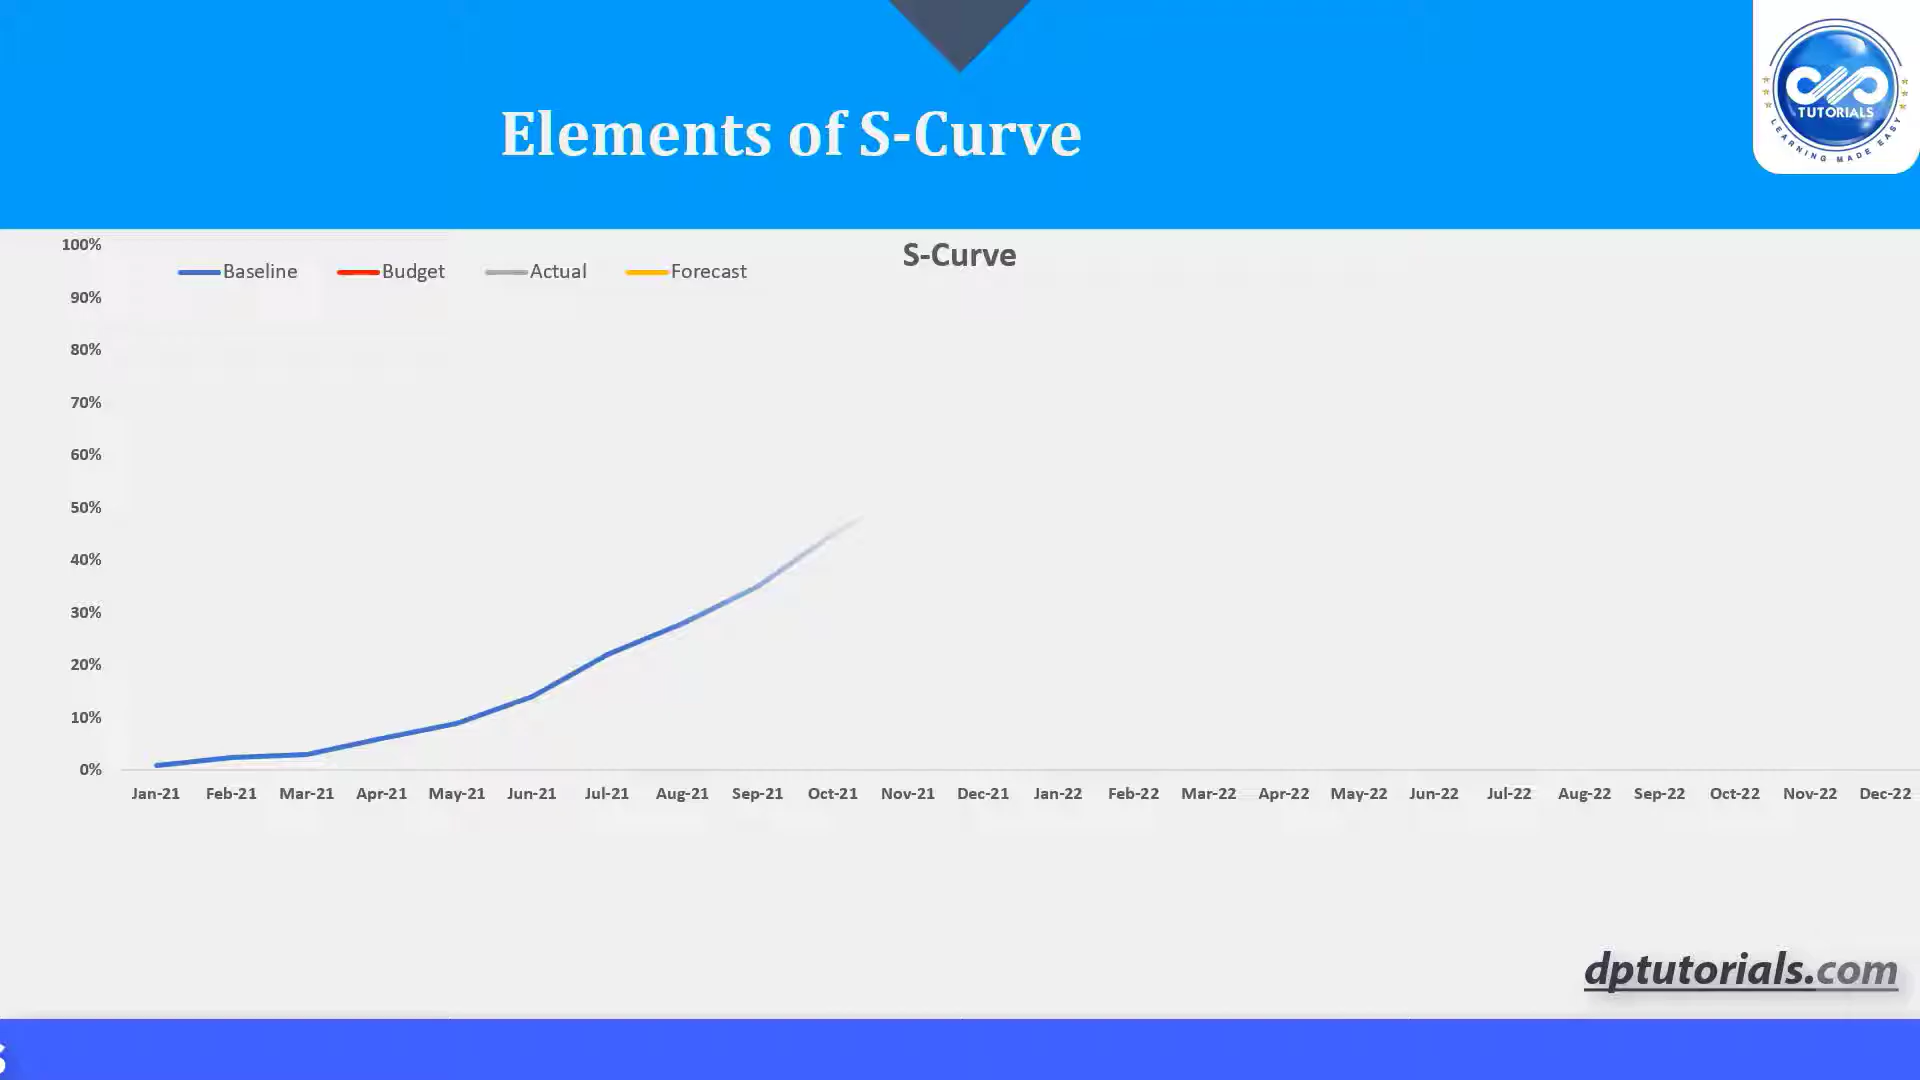 Elements of S-Curve
TUTORIALS
LEARNING MADE EASY
S-Curve
Baseline Budget Actual Forecast
100%
90%
80%
70%
60%
50%
40%
30%
20%
10%
0%
Jan-21 Feb-21 Mar-21 Apr-21 May-21 Jun-21 Jul-21 Aug-21 Sep-21 Oct-21 Nov-21 Dec-21 Jan-22 Feb-22 Mar-22 Apr-22 May-22 Jun-22 Jul-22 Aug-22 Sep-22 Oct-22 Nov-22 Dec-22
dptutorials.com